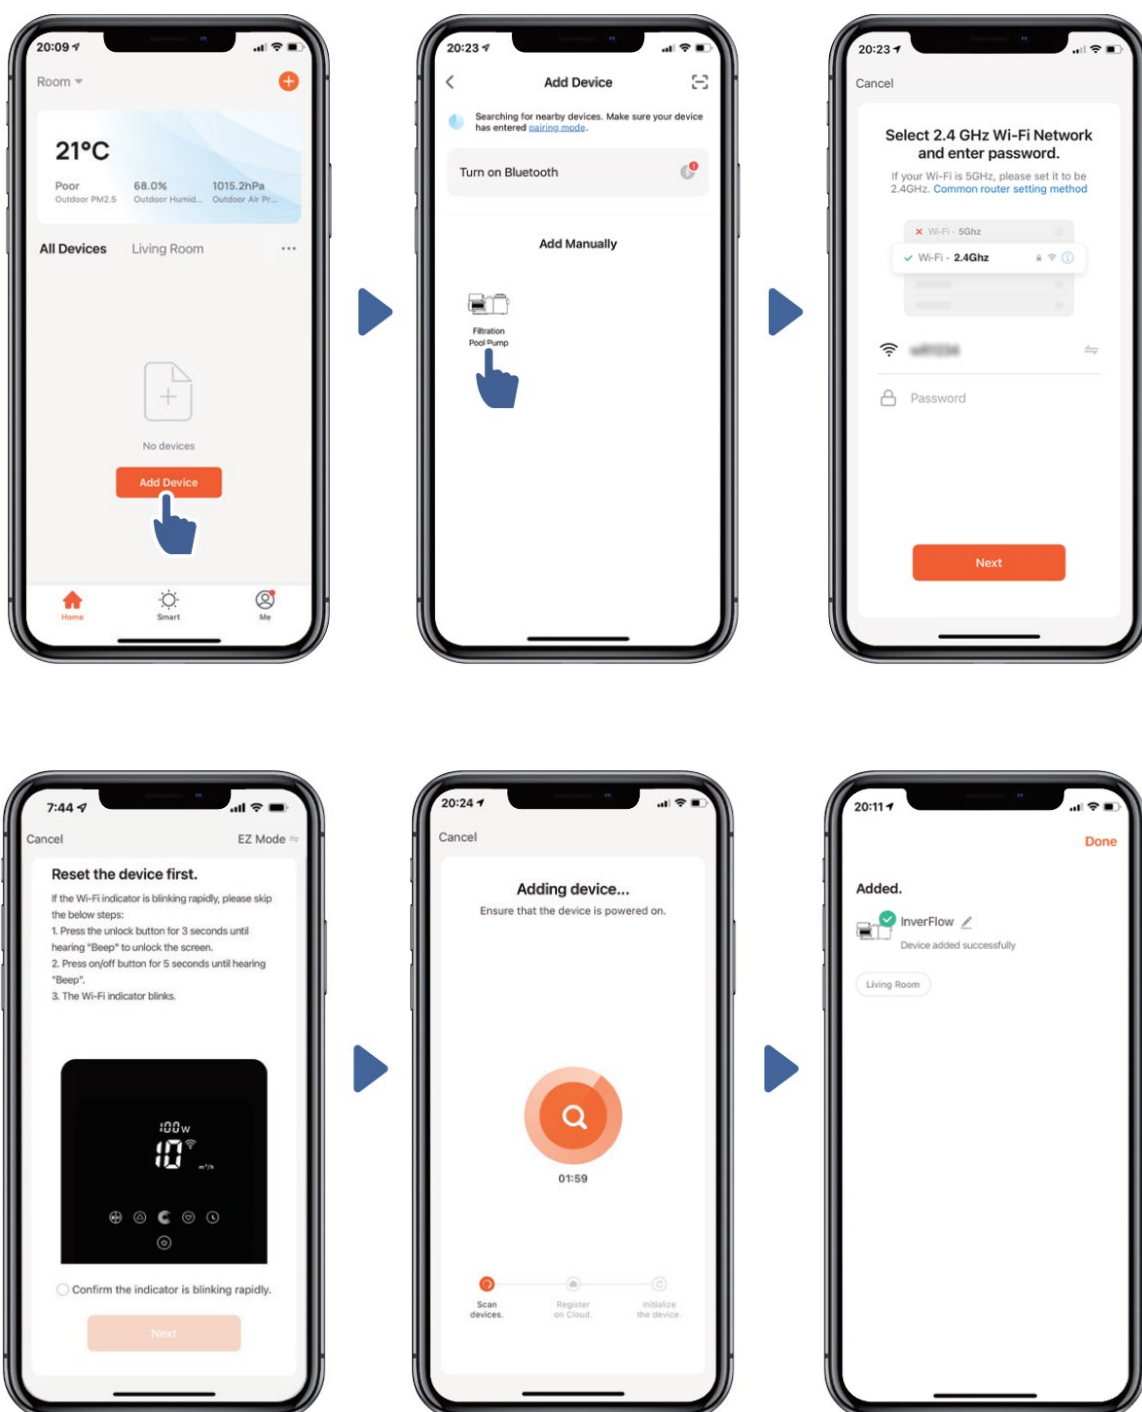 20:09
Room
21°C
Poor 68.0% 1015.2hPa
Outdoor PM2.5 Outdoor Humid... Outdoor Air Pr...
All Devices Living Room ...
No devices
Add Device
Home Smart Me
20:23
Add Device
Searching for nearby devices. Make sure your device
has entered pairing mode.
Turn on Bluetooth
Add Manually
Filtration
Pool Pump
20:23
Cancel
Select 2.4 GHz Wi-Fi Network
and enter password.
If your Wi-Fi is 5GHz, please set it to be
2.4GHz. Common router setting method
Wi-Fi - 5Ghz
Wi-Fi - 2.4Ghz
Password
Next
7:44
Cancel EZ Mode
Reset the device first.
If the Wi-Fi indicator is blinking rapidly, please skip
the below steps:
1. Press the unlock button for 3 seconds until
hearing "Beep" to unlock the screen.
2. Press on/off button for 5 seconds until hearing
"Beep".
3. The Wi-Fi indicator blinks.
100w
10
m³/h
Confirm the indicator is blinking rapidly.
Next
20:24
Cancel
Adding device...
Ensure that the device is powered on.
01:59
Scan Register Initialize
devices. on Cloud. the device.
20:11
Done
Added.
InverFlow
Device added successfully
Living Room